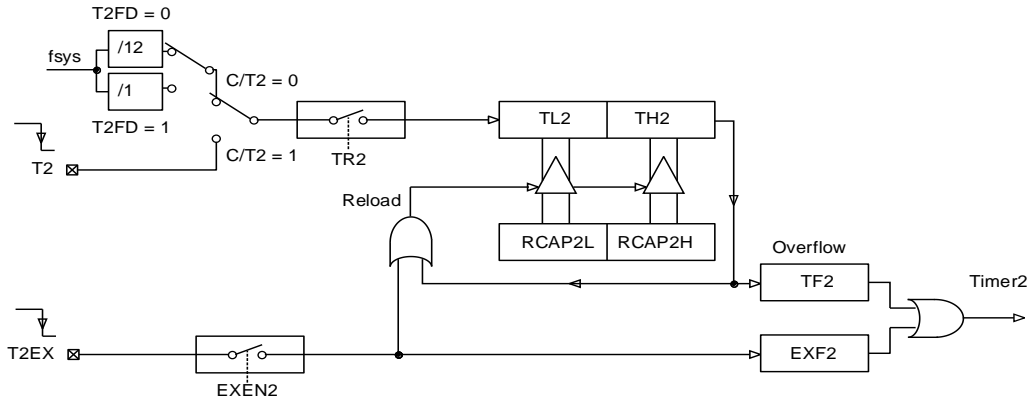 T2FD = 0
fsys
/12
/1
T2FD = 1
C/T2 = 0
C/T2 = 1
T2
TR2
TL2
TH2
Reload
RCAP2L
RCAP2H
Overflow
TF2
Timer2
T2EX
EXEN2
EXF2